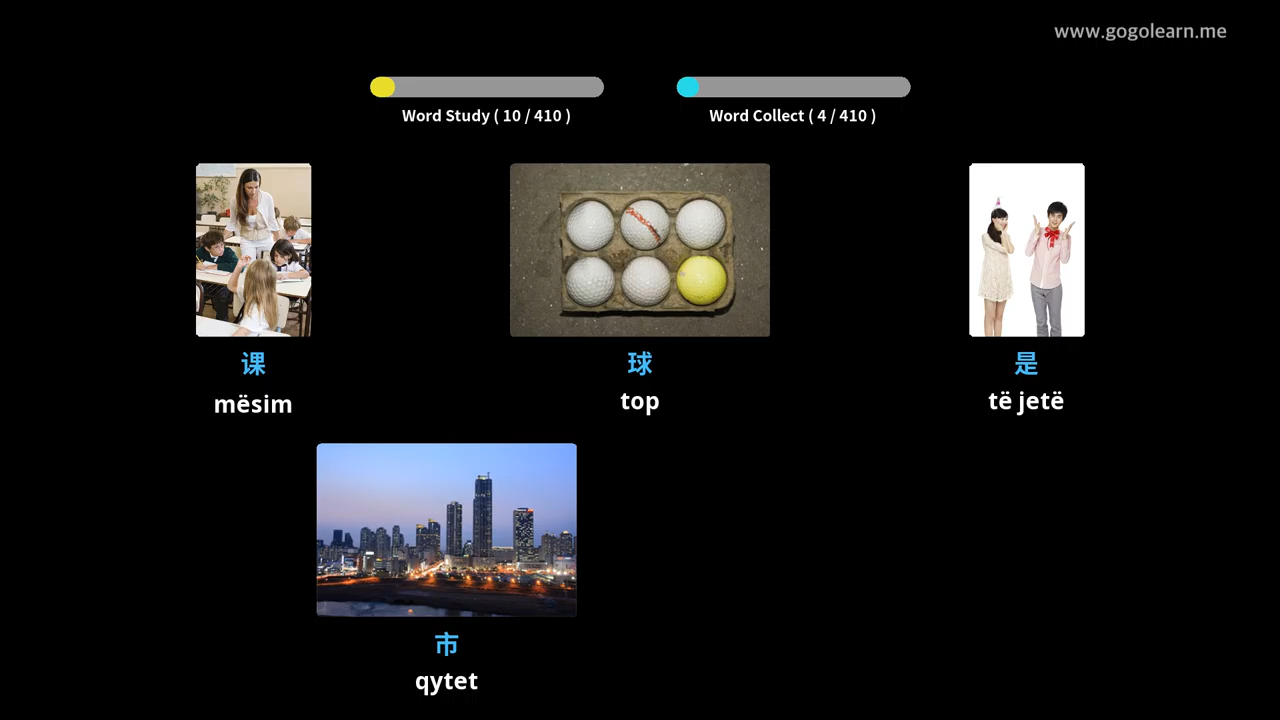 www.gogolearn.me
Word Study ( 10 / 410 )
Word Collect ( 4 / 410 )
课
mësim
球
top
是
të jetë
市
qytet